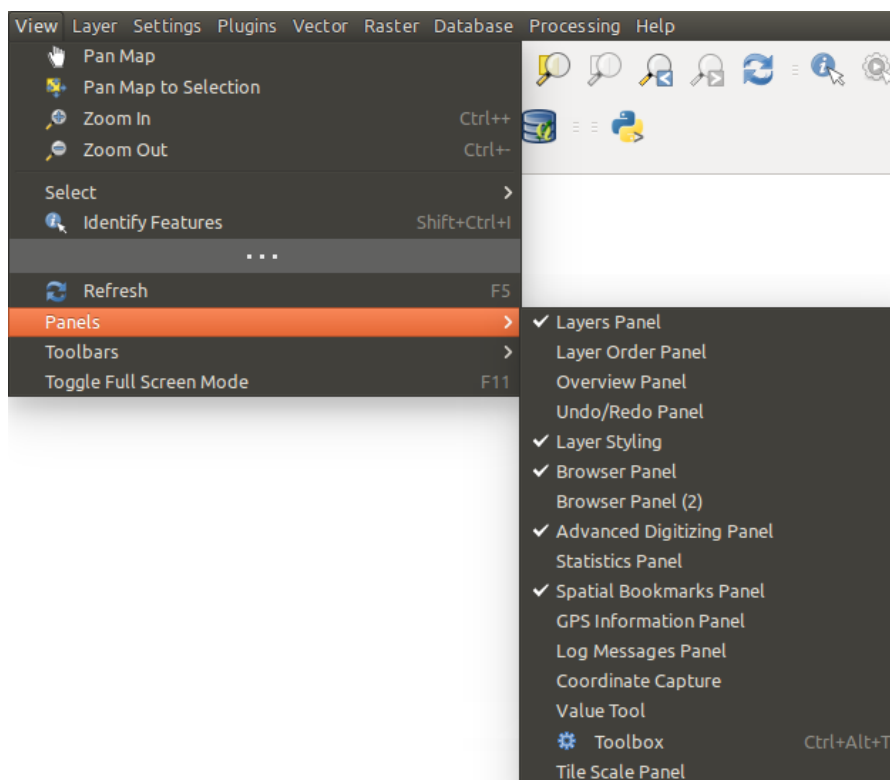 View Layer Settings Plugins Vector Raster Database Processing Help
Pan Map
Pan Map to Selection
Zoom In Ctrl++
Zoom Out Ctrl+-
Select
Identify Features Shift+Ctrl+I
...
Refresh F5
Panels
Toolbars
Toggle Full Screen Mode F11
Layers Panel
Layer Order Panel
Overview Panel
Undo/Redo Panel
Layer Styling
Browser Panel
Browser Panel (2)
Advanced Digitizing Panel
Statistics Panel
Spatial Bookmarks Panel
GPS Information Panel
Log Messages Panel
Coordinate Capture
Value Tool
Toolbox Ctrl+Alt+T
Tile Scale Panel